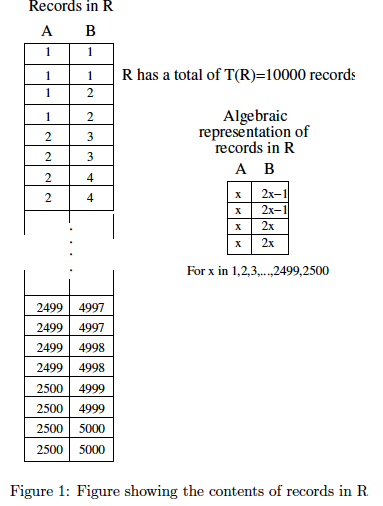 Records in R
A B
1 1
1 1
1 2
1 2
2 3
2 3
2 4
2 4
R has a total of T(R)=10000 records
Algebraic
representation of
records in R
A B
x 2x−1
x 2x−1
x 2x
x 2x
For x in 1,2,3,...,2499,2500
2499 4997
2499 4997
2499 4998
2499 4998
2500 4999
2500 4999
2500 5000
2500 5000
Figure 1: Figure showing the contents of records in R